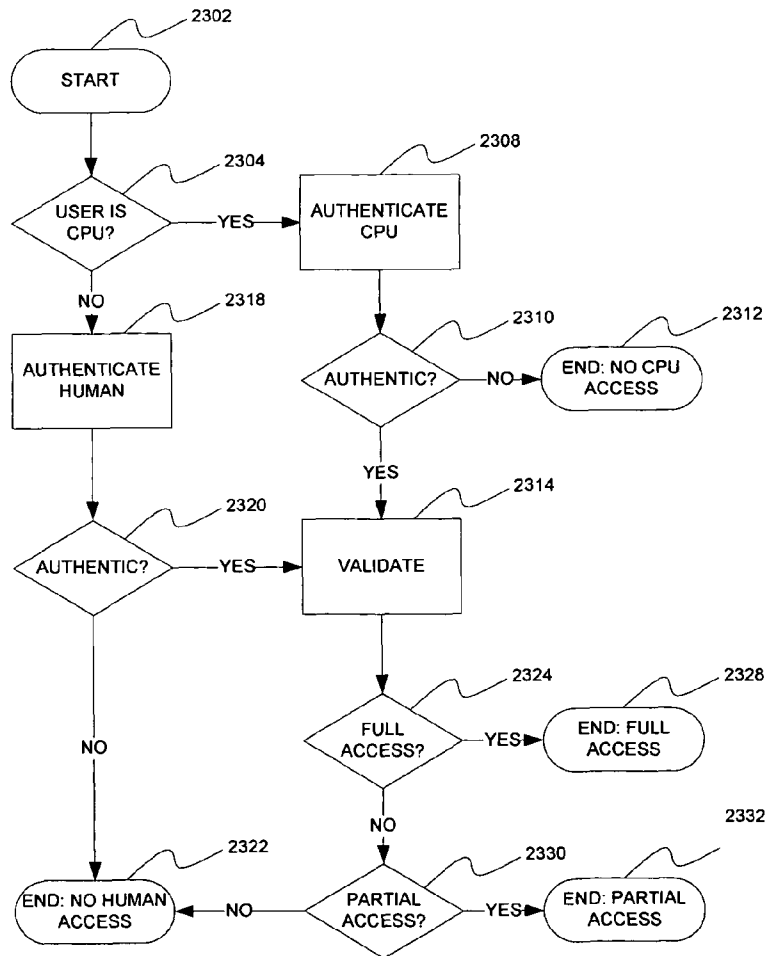 2302
START
2304
2308
USER IS
CPU?
YES
AUTHENTICATE
CPU
NO
2318
2310
2312
AUTHENTICATE
HUMAN
AUTHENTIC?
NO
END: NO CPU
ACCESS
YES
2320
2314
AUTHENTIC?
YES
VALIDATE
2324
2328
FULL
ACCESS?
YES
END: FULL
ACCESS
NO
NO
2322
2330
2332
END: NO HUMAN
ACCESS
NO
PARTIAL
ACCESS?
YES
END: PARTIAL
ACCESS